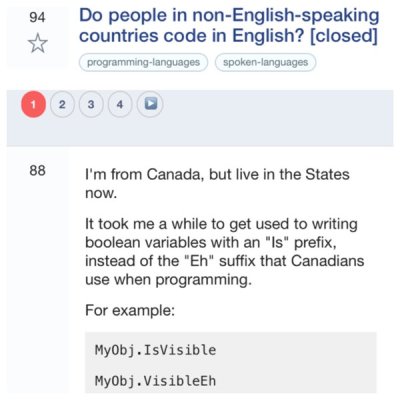 94
Do people in non-English-speaking
countries code in English? [closed]
programming-languages spoken-languages
1 2 3 4
88
I'm from Canada, but live in the States
now.
It took me a while to get used to writing
boolean variables with an "Is" prefix,
instead of the "Eh" suffix that Canadians
use when programming.
For example:
MyObj.IsVisible
MyObj.VisibleEh